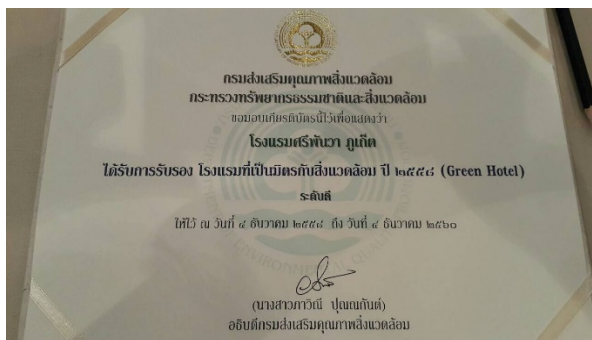 กรมส่งเสริมคุณภาพสิ่งแวดล้อม
กระทรวงทรัพยากรธรรมชาติและสิ่งแวดล้อม
ขอมอบเกียรติบัตรนี้ไว้เพื่อแสดงว่า
โรงแรมศรีพันวา ภูเก็ต
ได้รับการรับรอง โรงแรมที่เป็นมิตรกับสิ่งแวดล้อม ปี ๒๕๕๘ (Green Hotel)
ระดับดี
ให้ไว้ ณ วันที่ ๔ ธันวาคม ๒๕๕๘ ถึง วันที่ ๔ ธันวาคม ๒๕๖๐
(นางสาวภาวิณี ปุณณกันต์)
อธิบดีกรมส่งเสริมคุณภาพสิ่งแวดล้อม